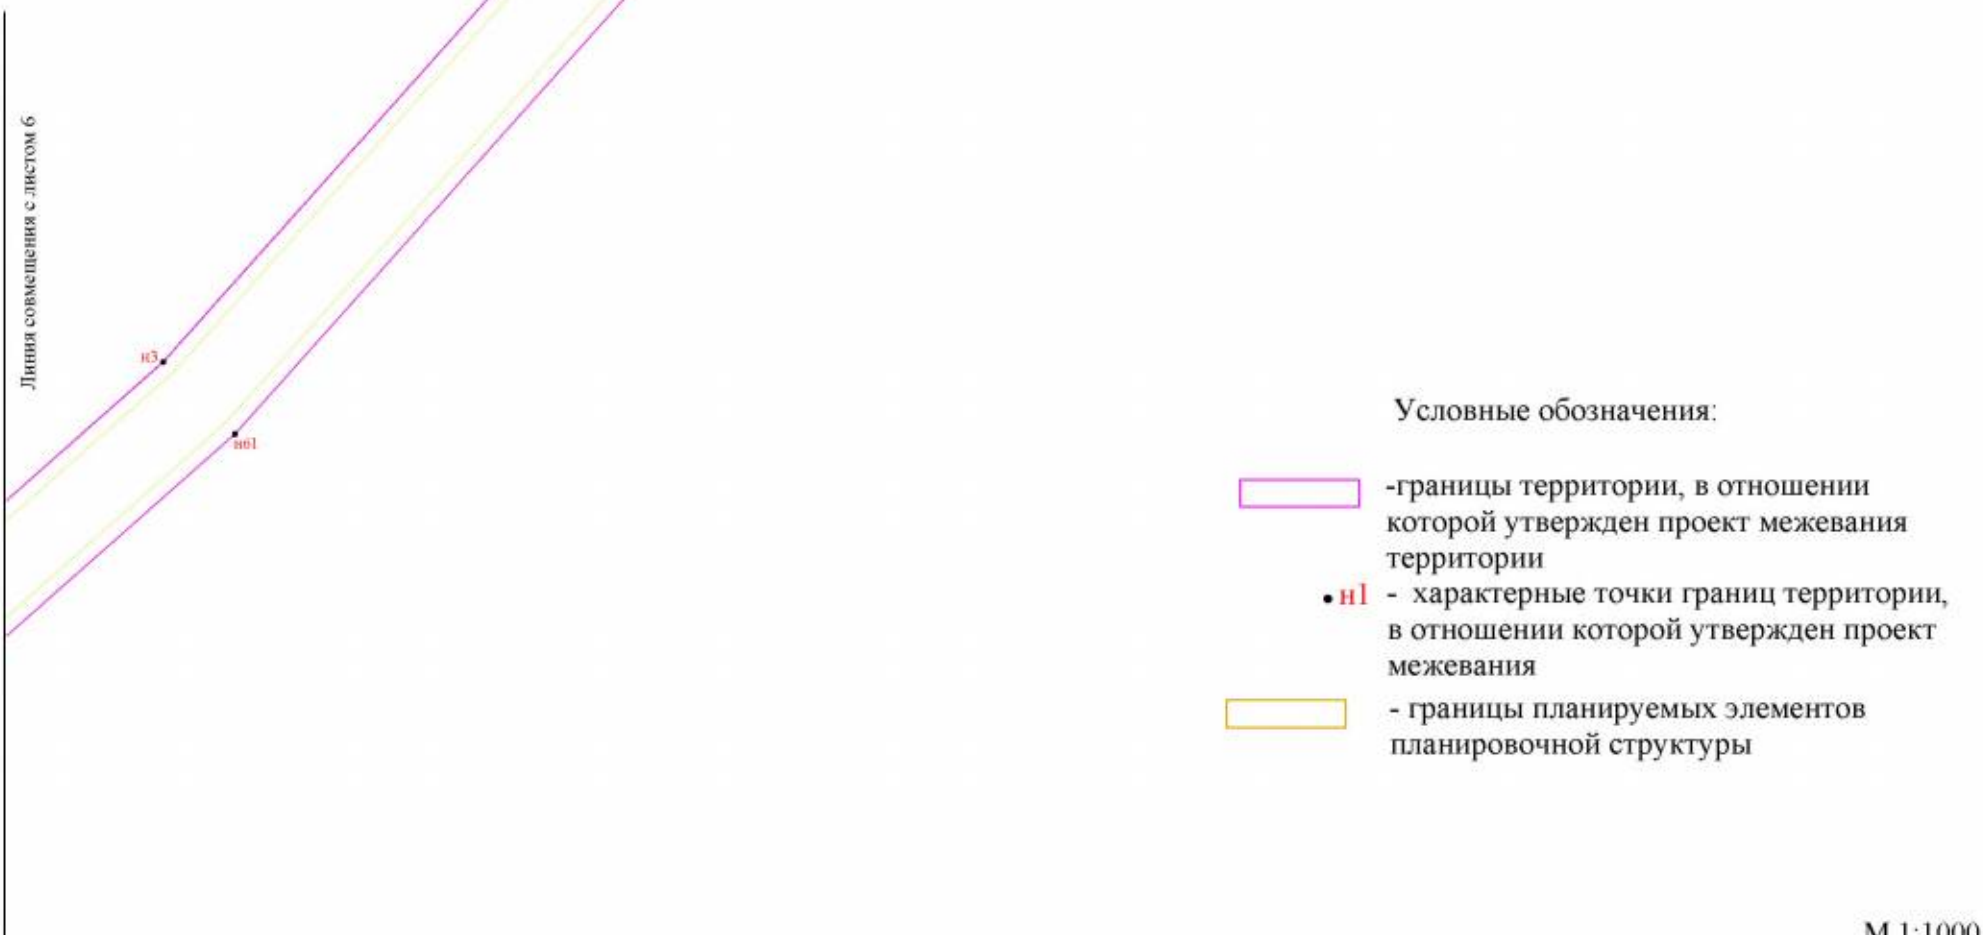 Линия совмещения с листом 6
н3
н61
Условные обозначения:
-границы территории, в отношении
которой утвержден проект межевания
территории
н1 - характерные точки границ территории,
в отношении которой утвержден проект
межевания
- границы планируемых элементов
планировочной структуры
М 1:1000